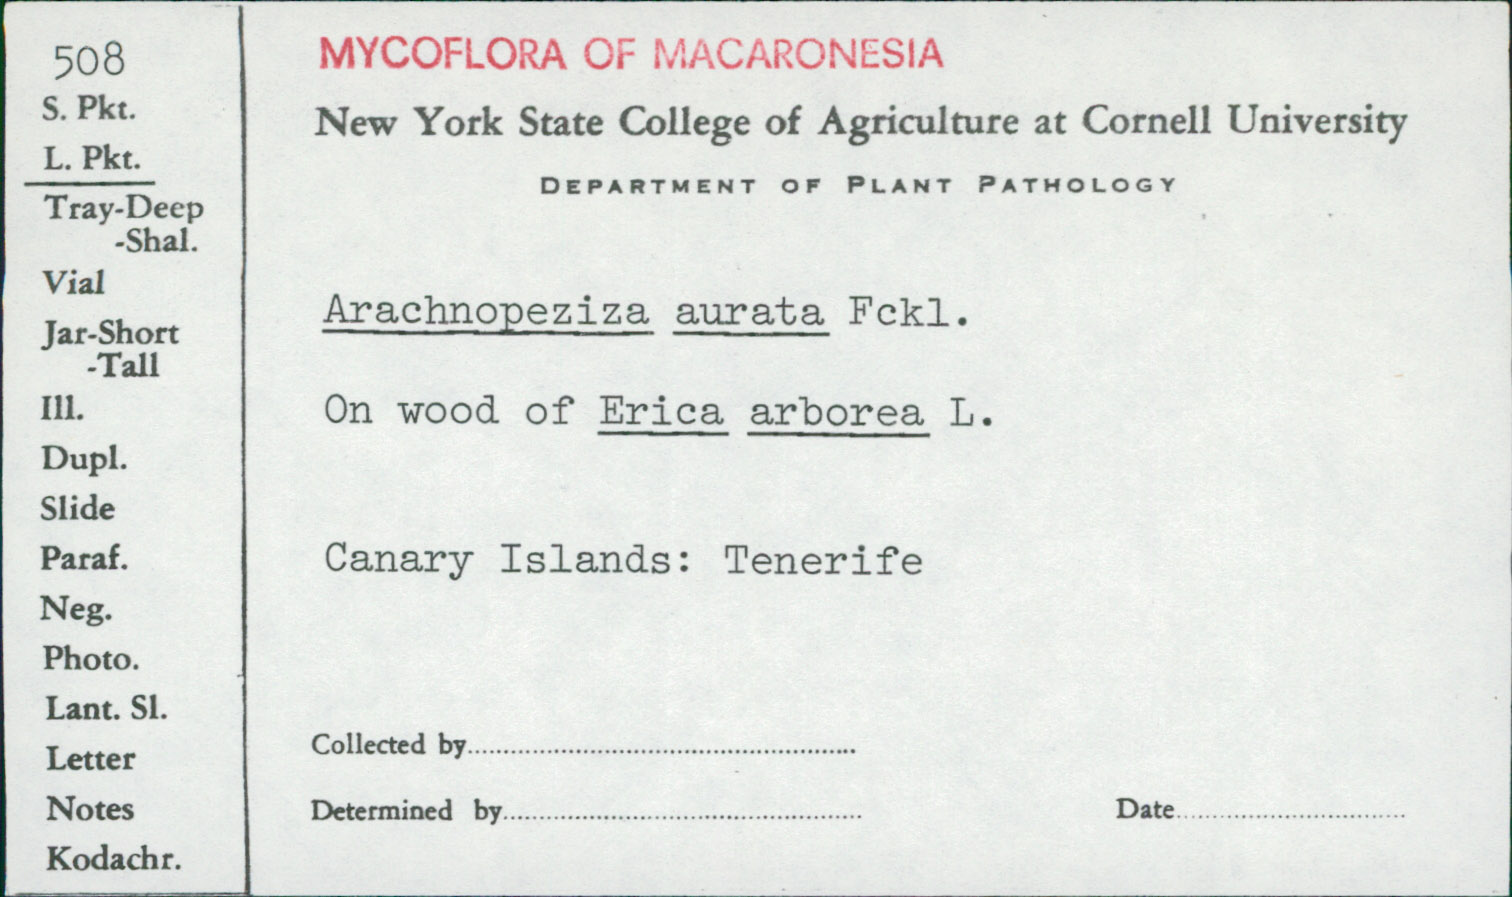 508
S. Pkt.
L. Pkt.
Tray-Deep
-Shal.
Vial
Jar-Short
-Tall
Ill.
Dupl.
Slide
Paraf.
Neg.
Photo.
Lant. Sl.
Letter
Notes
Kodachr.
MYCOFLORA OF MACARONESIA
New York State College of Agriculture at Cornell University
DEPARTMENT OF PLANT PATHOLOGY
Arachnopeziza aurata Fckl.
On wood of Erica arborea L.
Canary Islands: Tenerife
Collected by
Determined by Date